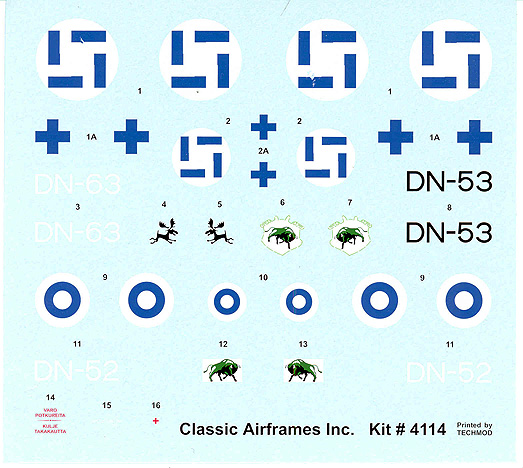 1
1
1A
2
2
1A
2A
DN-63
DN-53
3
4
5
6
7
8
DN-63
DN-53
9
10
9
11
12
13
11
DN-52
DN-52
14
15
16
VARO
POTKUREITA
KULJE
TAKAKAUTTA
Classic Airframes Inc. Kit # 4114
Printed by
TECHMOD